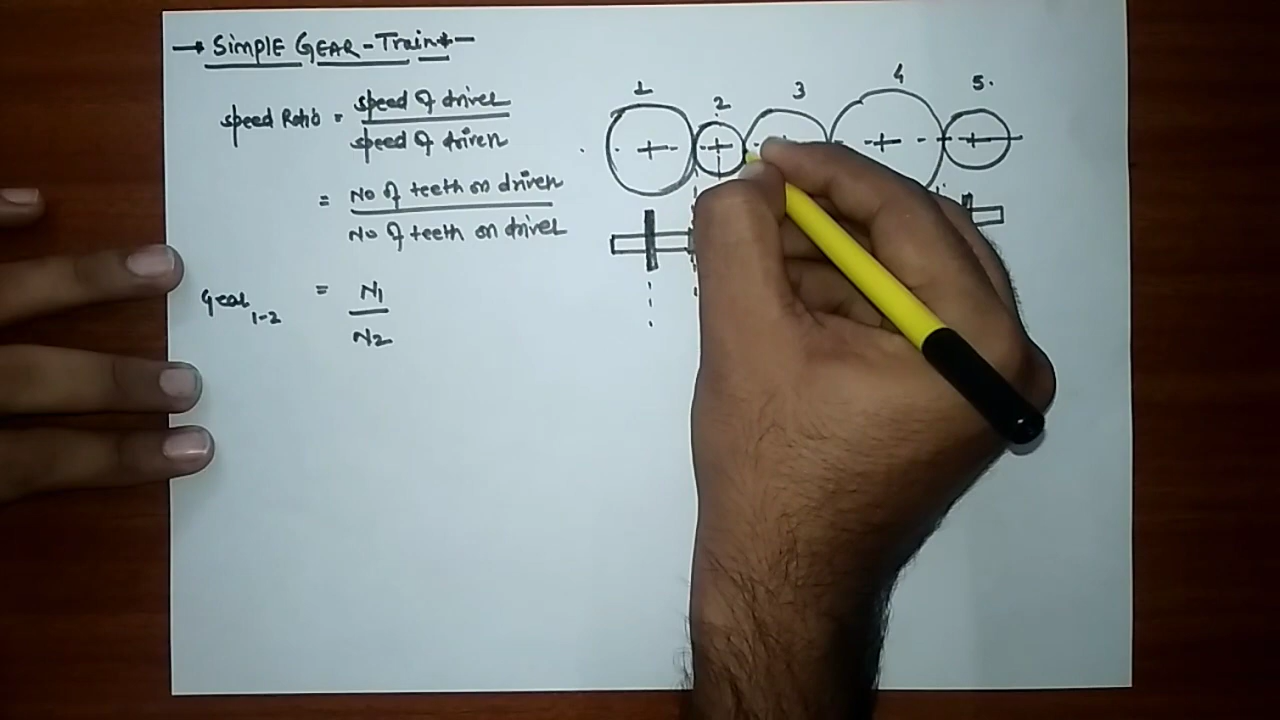 → Simple GEAR-Train:-
Speed Ratio = speed of driver
speed of driven
= No of teeth on driven
No of teeth on driver
Gear 1-2 = N1
N2
1 2 3 4 5.